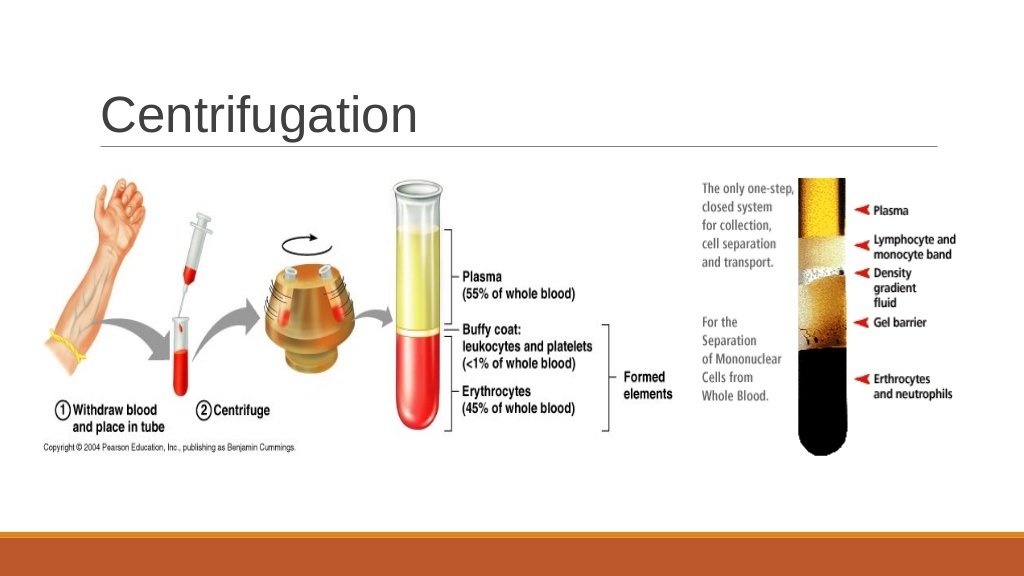 Centrifugation
① Withdraw blood
and place in tube
② Centrifuge
Copyright © 2004 Pearson Education, Inc., publishing as Benjamin Cummings.
Plasma
(55% of whole blood)
Buffy coat:
leukocytes and platelets
(<1% of whole blood)
Erythrocytes
(45% of whole blood)
Formed
elements
The only one-step,
closed system
for collection,
cell separation
and transport.
For the
Separation
of Mononuclear
Cells from
Whole Blood.
Plasma
Lymphocyte and
monocyte band
Density
gradient
fluid
Gel barrier
Erthrocytes
and neutrophils